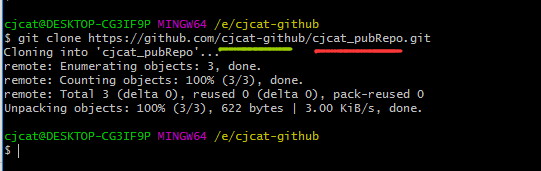 cjcat@DESKTOP-CG3IF9P MINGW64 /e/cjcat-github
$ git clone https://github.com/cjcat-github/cjcat_pubRepo.git
Cloning into 'cjcat_pubRepo'...
remote: Enumerating objects: 3, done.
remote: Counting objects: 100% (3/3), done.
remote: Total 3 (delta 0), reused 0 (delta 0), pack-reused 0
Unpacking objects: 100% (3/3), 622 bytes | 3.00 KiB/s, done.
cjcat@DESKTOP-CG3IF9P MINGW64 /e/cjcat-github
$